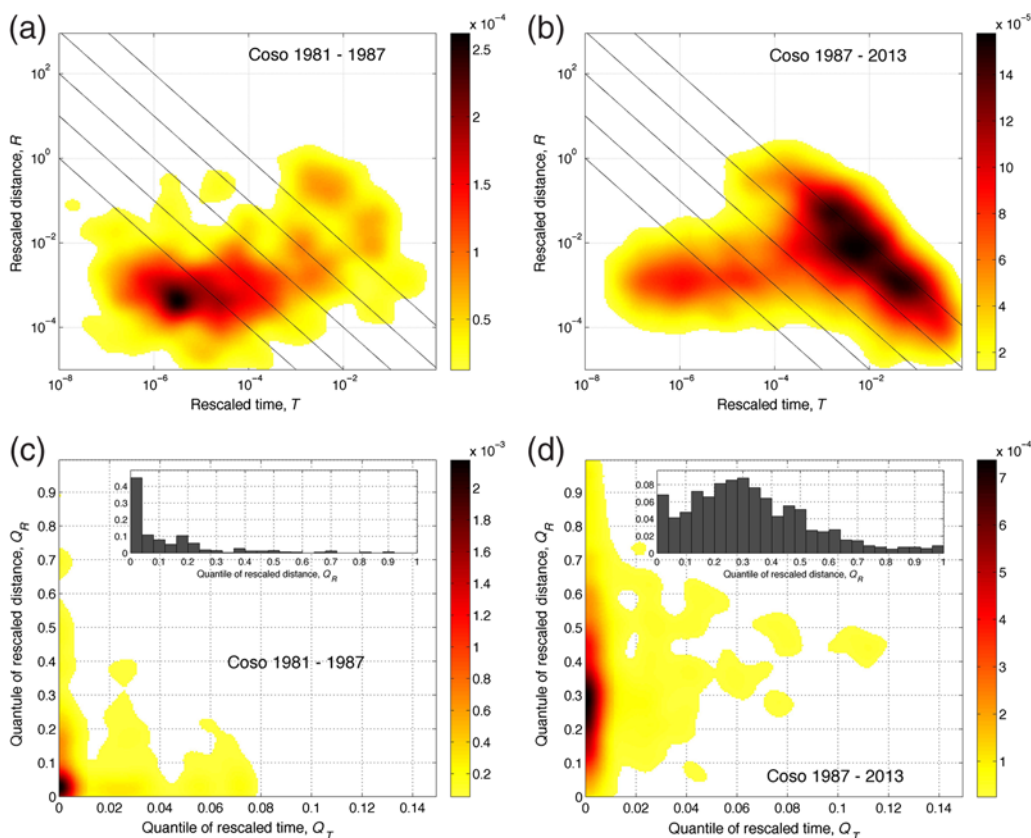 (a)
x 10⁻⁴
Coso 1981 - 1987
10²
10⁰
10⁻²
10⁻⁴
Rescaled distance, R
10⁻⁸
10⁻⁶
10⁻⁴
10⁻²
Rescaled time, T
2.5
2
1.5
1
0.5
(b)
x 10⁻⁵
Coso 1987 - 2013
10²
10⁰
10⁻²
10⁻⁴
Rescaled distance, R
10⁻⁸
10⁻⁶
10⁻⁴
10⁻²
Rescaled time, T
14
12
10
8
6
4
2
(c)
x 10⁻³
0.9
0.8
0.7
0.6
0.5
0.4
0.3
0.2
0.1
0
Quantule of rescaled distance, Q_R
0.4
0.3
0.2
0.1
0
0 0.1 0.2 0.3 0.4 0.5 0.6 0.7 0.8 0.9 1
Quantile of rescaled distance, Q_R
Coso 1981 - 1987
0 0.02 0.04 0.06 0.08 0.1 0.12 0.14
Quantile of rescaled time, Q_T
2
1.8
1.6
1.4
1.2
1
0.8
0.6
0.4
0.2
(d)
x 10⁻⁴
0.9
0.8
0.7
0.6
0.5
0.4
0.3
0.2
0.1
0
Quantule of rescaled distance, Q_R
0.08
0.06
0.04
0.02
0
0 0.1 0.2 0.3 0.4 0.5 0.6 0.7 0.8 0.9 1
Quantile of rescaled distance, Q_R
Coso 1987 - 2013
0 0.02 0.04 0.06 0.08 0.1 0.12 0.14
Quantile of rescaled time, Q_T
7
6
5
4
3
2
1